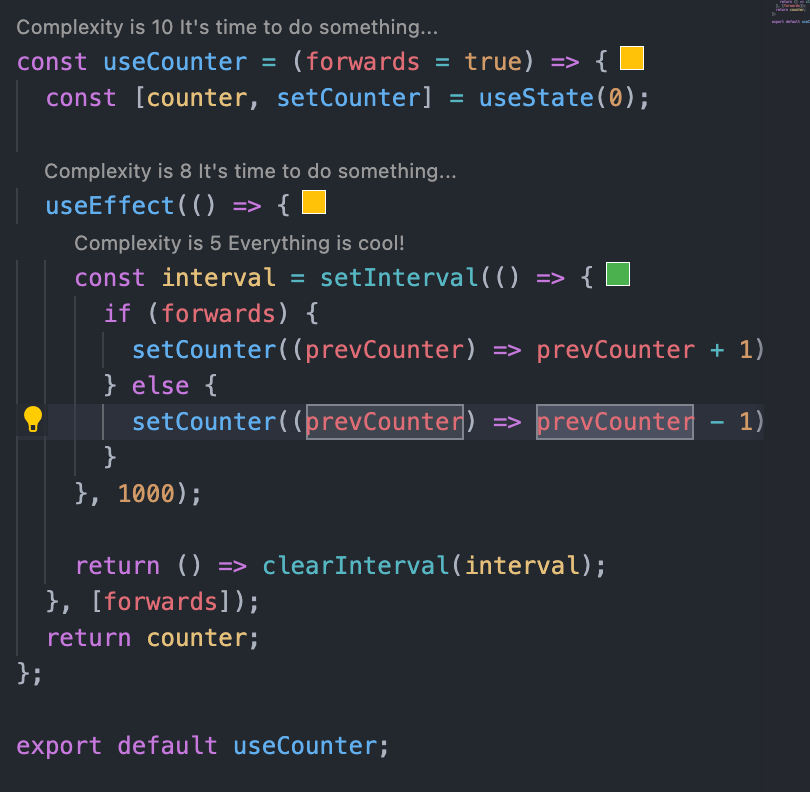 Complexity is 10 It's time to do something...
const useCounter = (forwards = true) => {
const [counter, setCounter] = useState(0);
Complexity is 8 It's time to do something...
useEffect(() => {
Complexity is 5 Everything is cool!
const interval = setInterval(() => {
if (forwards) {
setCounter((prevCounter) => prevCounter + 1)
} else {
setCounter((prevCounter) => prevCounter - 1)
}
}, 1000);
return () => clearInterval(interval);
}, [forwards]);
return counter;
};
export default useCounter;